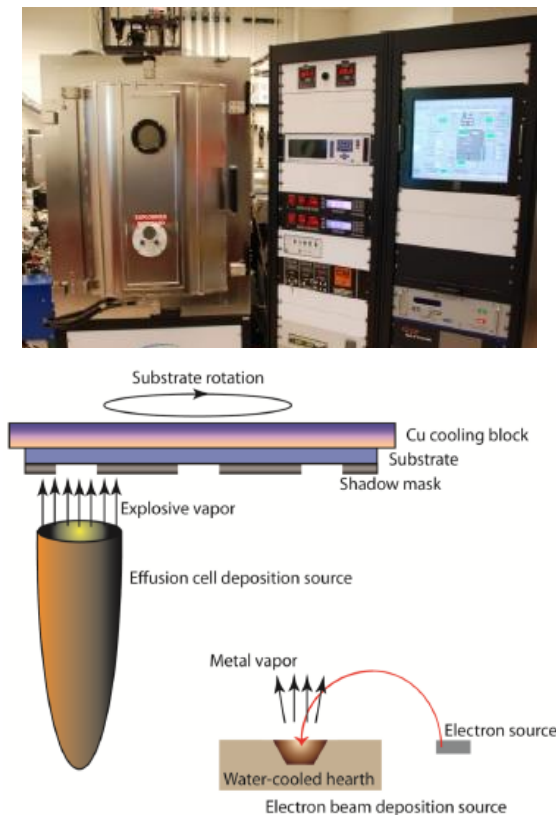 EXPLOSIVES
Substrate rotation
Cu cooling block
Substrate
Shadow mask
Explosive vapor
Effusion cell deposition source
Metal vapor
Electron source
Water-cooled hearth
Electron beam deposition source